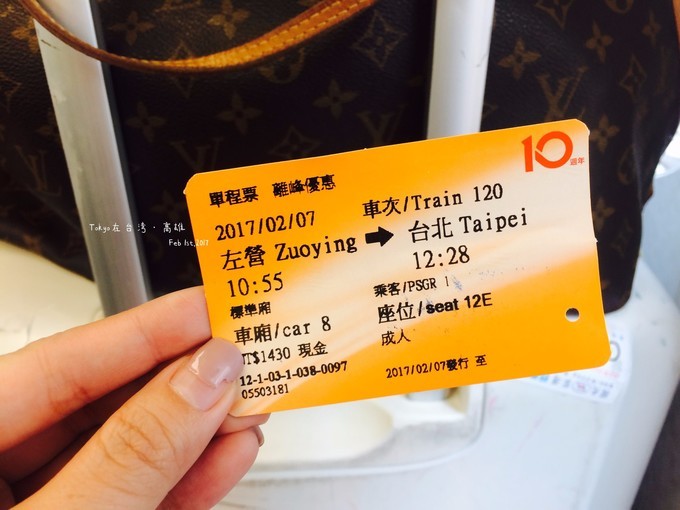 10週年
單程票 離峰優惠
2017/02/07 車次/Train 120
左營 Zuoying → 台北 Taipei
10:55 12:28
標準廂 乘客/PSGR 1
車廂/car 8 座位/seat 12E
NT$1430 現金 成人
12-1-03-1-038-0097
05503181 2017/02/07發行 至
Tokyo在台湾·高雄
Feb 1st,2017